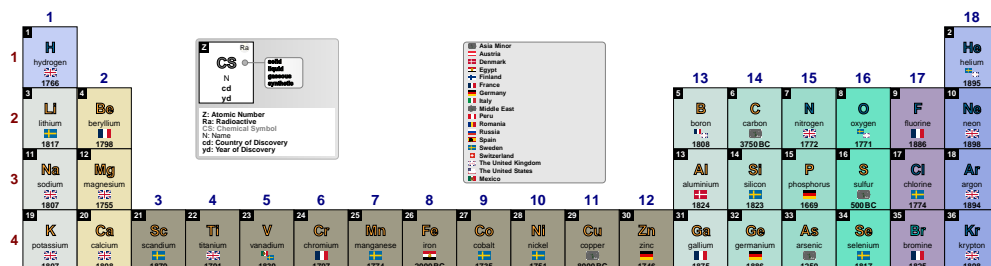 1
18
1
H
hydrogen
1766
2
He
helium
1895
1
2
13
14
15
16
17
3
Li
lithium
1817
4
Be
beryllium
1798
5
B
boron
1808
6
C
carbon
3750 BC
7
N
nitrogen
1772
8
O
oxygen
1771
9
F
fluorine
1886
10
Ne
neon
1898
2
11
Na
sodium
1807
12
Mg
magnesium
1755
13
Al
aluminium
1824
14
Si
silicon
1823
15
P
phosphorus
1669
16
S
sulfur
500 BC
17
Cl
chlorine
1774
18
Ar
argon
1894
3
3
4
5
6
7
8
9
10
11
12
19
K
potassium
20
Ca
calcium
21
Sc
scandium
22
Ti
titanium
23
V
vanadium
24
Cr
chromium
25
Mn
manganese
26
Fe
iron
27
Co
cobalt
28
Ni
nickel
29
Cu
copper
30
Zn
zinc
31
Ga
gallium
32
Ge
germanium
33
As
arsenic
34
Se
selenium
35
Br
bromine
36
Kr
krypton
4
Z
Ra
CS
N
cd
yd
solid
liquid
gaseous
synthetic
Z: Atomic Number
Ra: Radioactive
CS: Chemical Symbol
N: Name
cd: Country of Discovery
yd: Year of Discovery
Asia Minor
Austria
Denmark
Egypt
Finland
France
Germany
Italy
Middle East
Peru
Romania
Russia
Spain
Sweden
Switzerland
The United Kingdom
The United States
Mexico